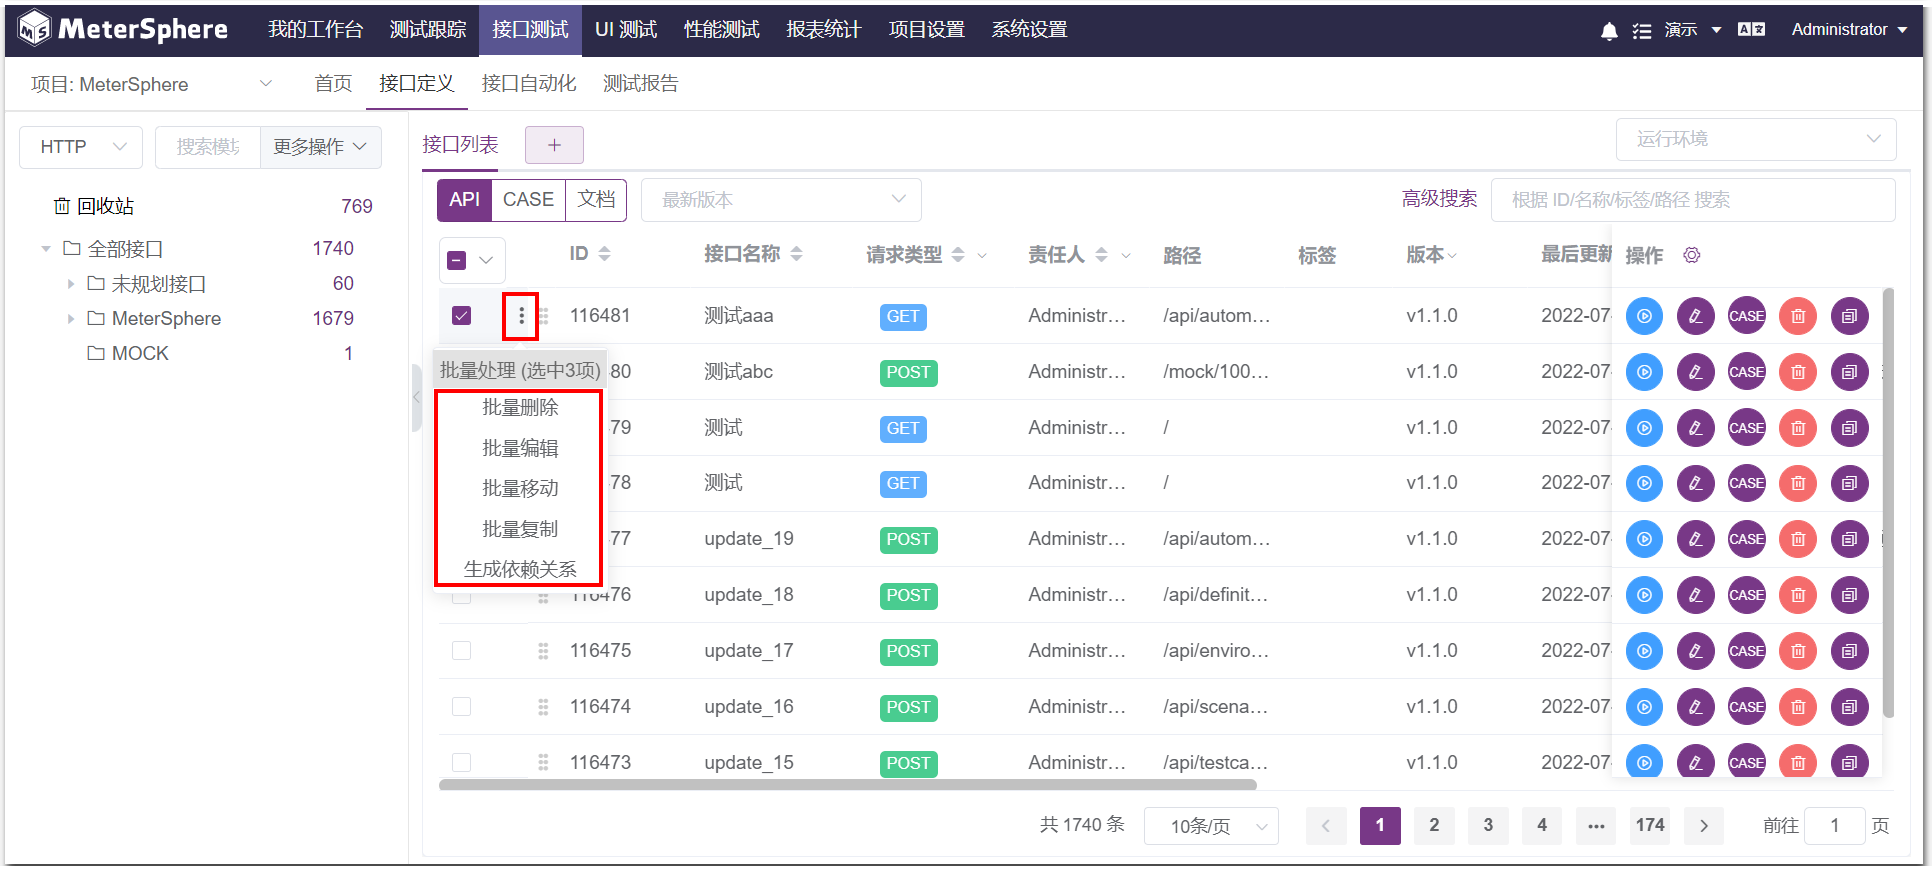 MeterSphere 我的工作台 测试跟踪 接口测试 UI 测试 性能测试 报表统计 项目设置 系统设置 演示 Administrator
项目: MeterSphere 首页 接口定义 接口自动化 测试报告
HTTP 搜索模块 更多操作
接口列表 + 运行环境
API CASE 文档 最新版本 高级搜索 根据 ID/名称/标签/路径 搜索
回收站 769
全部接口 1740
未规划接口 60
MeterSphere 1679
MOCK 1
ID 接口名称 请求类型 责任人 路径 标签 版本 最后更新 操作
116481 测试aaa GET Administr... /api/autom... v1.1.0 2022-07- CASE
80 测试abc POST Administr... /mock/100... v1.1.0 2022-07- CASE
79 测试 GET Administr... / v1.1.0 2022-07- CASE
78 测试 GET Administr... / v1.1.0 2022-07- CASE
77 update_19 POST Administr... /api/autom... v1.1.0 2022-07- CASE
116476 update_18 POST Administr... /api/definit... v1.1.0 2022-07- CASE
116475 update_17 POST Administr... /api/enviro... v1.1.0 2022-07- CASE
116474 update_16 POST Administr... /api/scena... v1.1.0 2022-07- CASE
116473 update_15 POST Administr... /api/testca... v1.1.0 2022-07- CASE
批量处理 (选中3项)
批量删除
批量编辑
批量移动
批量复制
生成依赖关系
共 1740 条 10条/页 1 2 3 4 ... 174 前往 1 页